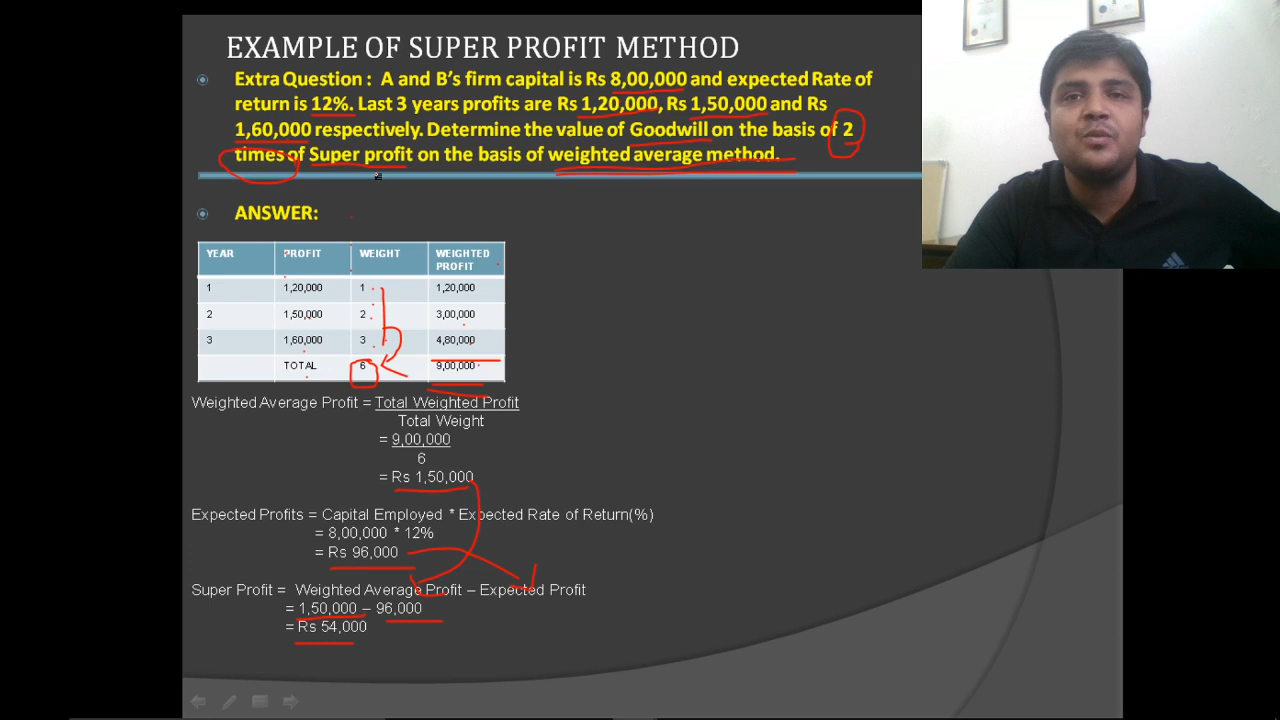 EXAMPLE OF SUPER PROFIT METHOD
Extra Question : A and B's firm capital is Rs 8,00,000 and expected Rate of
return is 12%. Last 3 years profits are Rs 1,20,000, Rs 1,50,000 and Rs
1,60,000 respectively. Determine the value of Goodwill on the basis of 2
times of Super profit on the basis of weighted average method.
ANSWER:
YEAR PROFIT WEIGHT WEIGHTED PROFIT
1 1,20,000 1 1,20,000
2 1,50,000 2 3,00,000
3 1,60,000 3 4,80,000
TOTAL 6 9,00,000
Weighted Average Profit = Total Weighted Profit
Total Weight
= 9,00,000
6
= Rs 1,50,000
Expected Profits = Capital Employed * Expected Rate of Return(%)
= 8,00,000 * 12%
= Rs 96,000
Super Profit = Weighted Average Profit – Expected Profit
= 1,50,000 – 96,000
= Rs 54,000
adidas